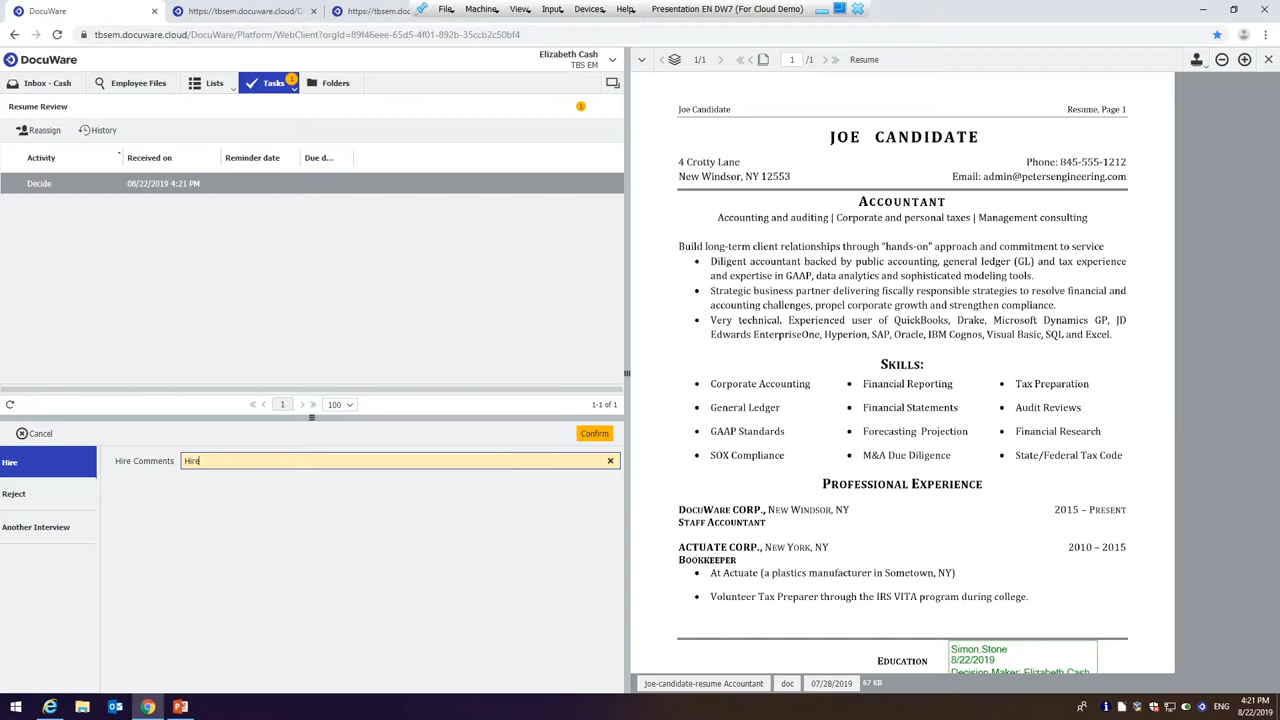 DocuWare
https://tbsem.docuware.cloud/D
https://tbsem.doc
File Machine View Input Devices Help Presentation EN DW7 (For Cloud Demo)
tbsem.docuware.cloud/DocuWare/Platform/WebClient?orgId=89f46eee-65d5-4f01-892b-35ccb2c50bf4
DocuWare
Elizabeth Cash
TBS EM
Inbox - Cash
Employee Files
Lists
Tasks
1
Folders
1/1
1
/1
Resume
Resume Review
1
Reassign
History
Activity
Received on
Reminder date
Due d...
Decide
08/22/2019 4:21 PM
1
100
1-1 of 1
Cancel
Confirm
Hire
Hire Comments
Hire
Reject
Another Interview
Joe Candidate
Resume, Page 1
JOE CANDIDATE
4 Crotty Lane
Phone: 845-555-1212
New Windsor, NY 12553
Email: admin@petersengineering.com
ACCOUNTANT
Accounting and auditing | Corporate and personal taxes | Management consulting
Build long-term client relationships through “hands-on” approach and commitment to service
• Diligent accountant backed by public accounting, general ledger (GL) and tax experience
and expertise in GAAP, data analytics and sophisticated modeling tools.
• Strategic business partner delivering fiscally responsible strategies to resolve financial and
accounting challenges, propel corporate growth and strengthen compliance.
• Very technical. Experienced user of QuickBooks, Drake, Microsoft Dynamics GP, JD
Edwards EnterpriseOne, Hyperion, SAP, Oracle, IBM Cognos, Visual Basic, SQL and Excel.
SKILLS:
• Corporate Accounting • Financial Reporting • Tax Preparation
• General Ledger • Financial Statements • Audit Reviews
• GAAP Standards • Forecasting Projection • Financial Research
• SOX Compliance • M&A Due Diligence • State/Federal Tax Code
PROFESSIONAL EXPERIENCE
DOCUWARE CORP., NEW WINDSOR, NY 2015 – PRESENT
STAFF ACCOUNTANT
ACTUATE CORP., NEW YORK, NY 2010 – 2015
BOOKKEEPER
• At Actuate (a plastics manufacturer in Sometown, NY)
• Volunteer Tax Preparer through the IRS VITA program during college.
EDUCATION
Simon.Stone
8/22/2019
Decision Maker: Elizabeth Cash
joe-candidate-resume Accountant
doc
07/28/2019
67 KB
ENG
4:21 PM
8/22/2019